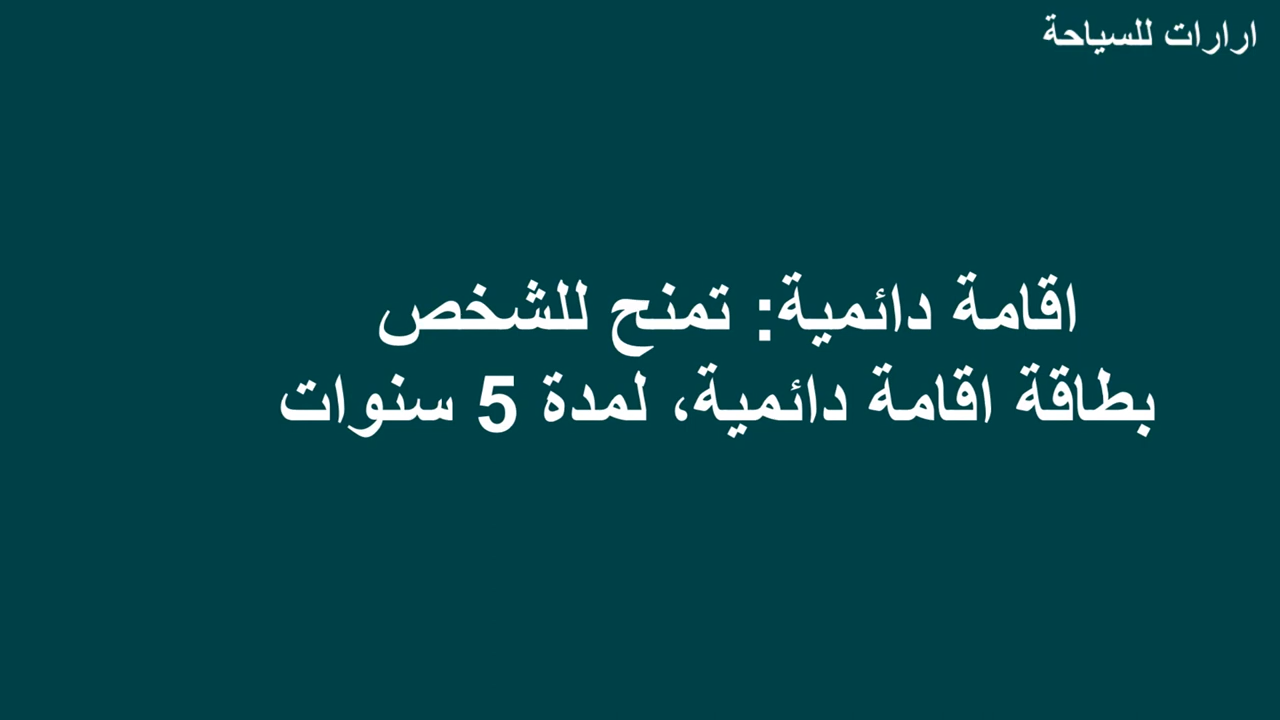 ارارات للسياحة
اقامة دائمية: تمنح للشخص
بطاقة اقامة دائمية، لمدة 5 سنوات